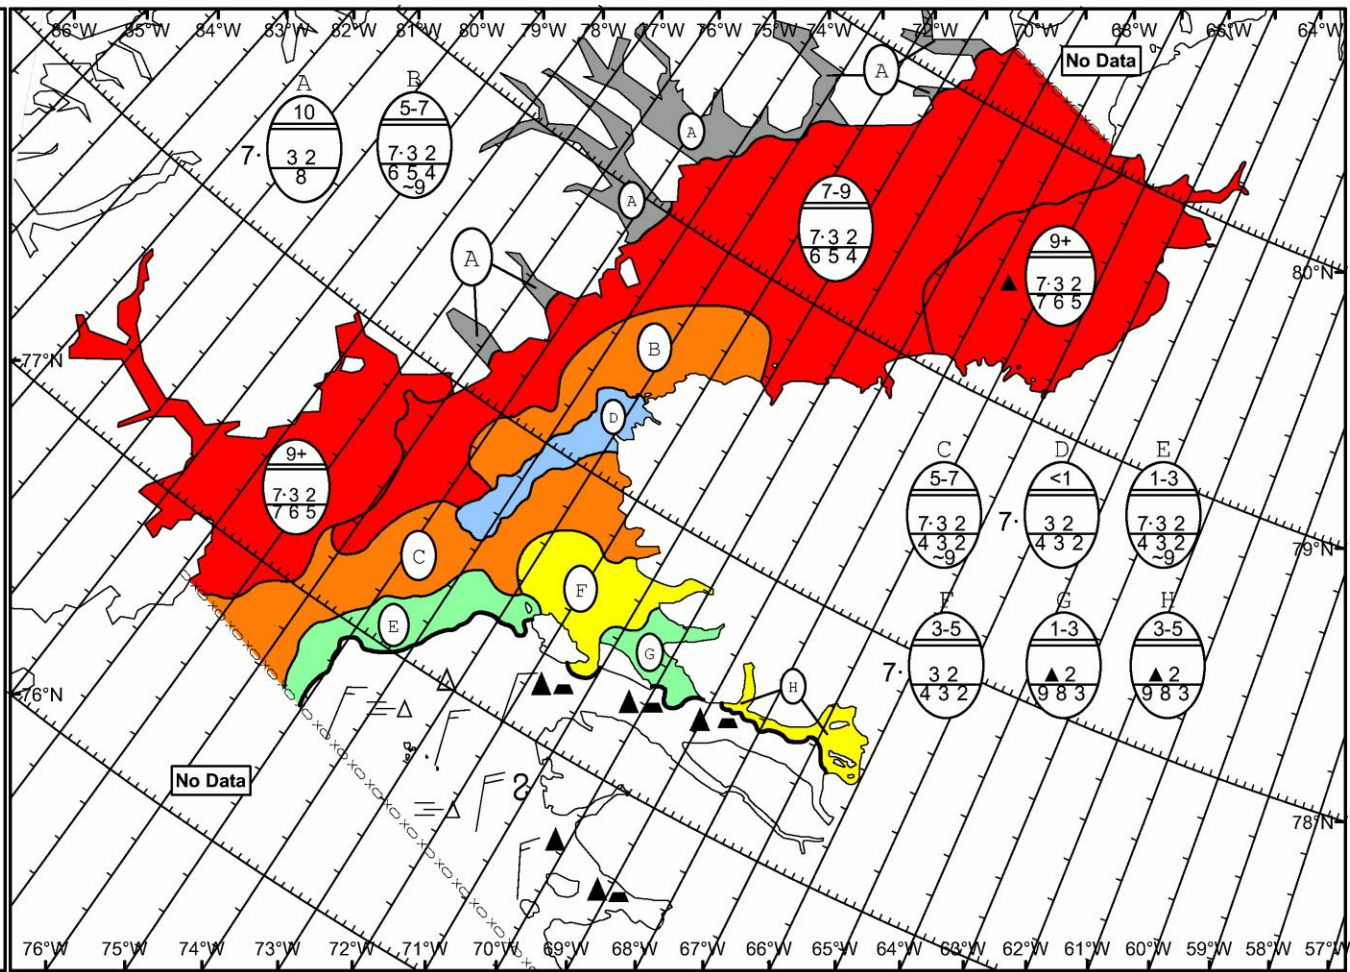 86°W 85°W 84°W 83°W 82°W 81°W 80°W 79°W 78°W 77°W 76°W 75°W 74°W 73°W 72°W 70°W 69°W 68°W 66°W 64°W
No Data
A
10
7· 3 2
8
B
5-7
7·3 2
6 5 4
~9
A
A
A
A
7-9
7·3 2
6 5 4
9+
7·3 2
7 6 5
80°N
77°N
B
D
9+
7·3 2
7 6 5
C
F
E
G
H
C
5-7
7·3 2
4 3 2
~9
D
<1
7· 3 2
4 3 2
E
1-3
7·3 2
4 3 2
~9
79°N
F
3-5
7· 3 2
4 3 2
G
1-3
▲ 2
9 8 3
H
3-5
▲ 2
9 8 3
76°N
No Data
78°N
76°W 75°W 74°W 73°W 72°W 71°W 70°W 69°W 68°W 67°W 66°W 65°W 64°W 63°W 62°W 61°W 60°W 59°W 58°W 57°W